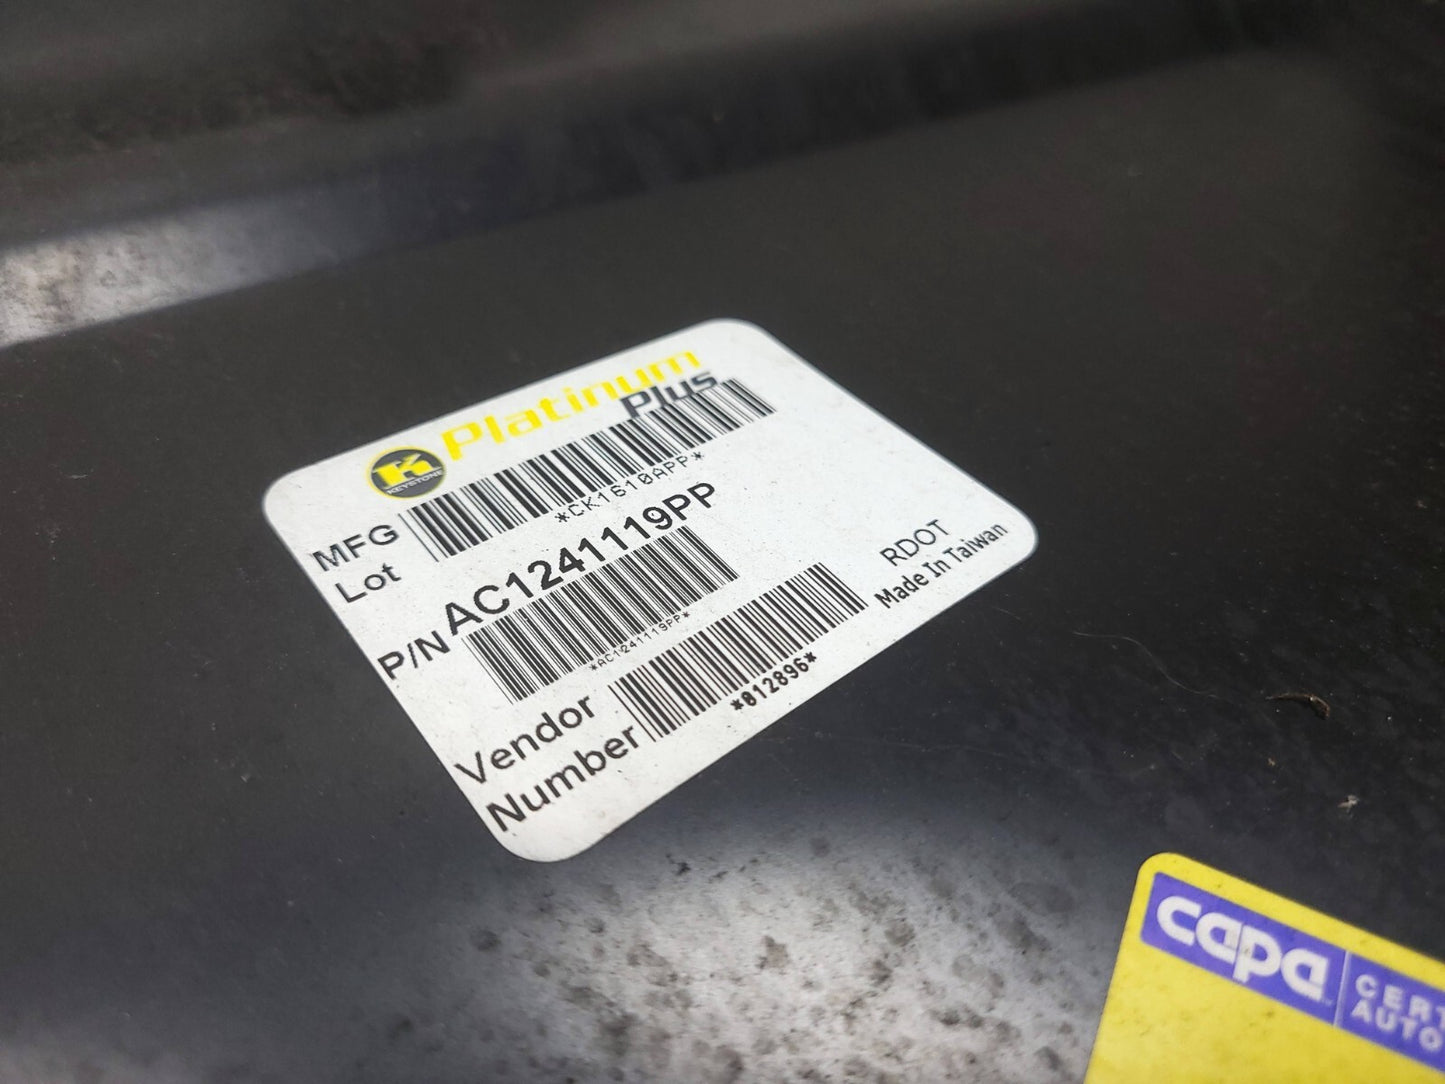 Platinum
Plus
K
KEYSTONE
MFG
Lot
*CK1610APP*
P/N AC1241119PP
*AC1241119PP*
Vendor
Number
*812896*
RDOT
Made In Taiwan
capa
CERT
AUTO